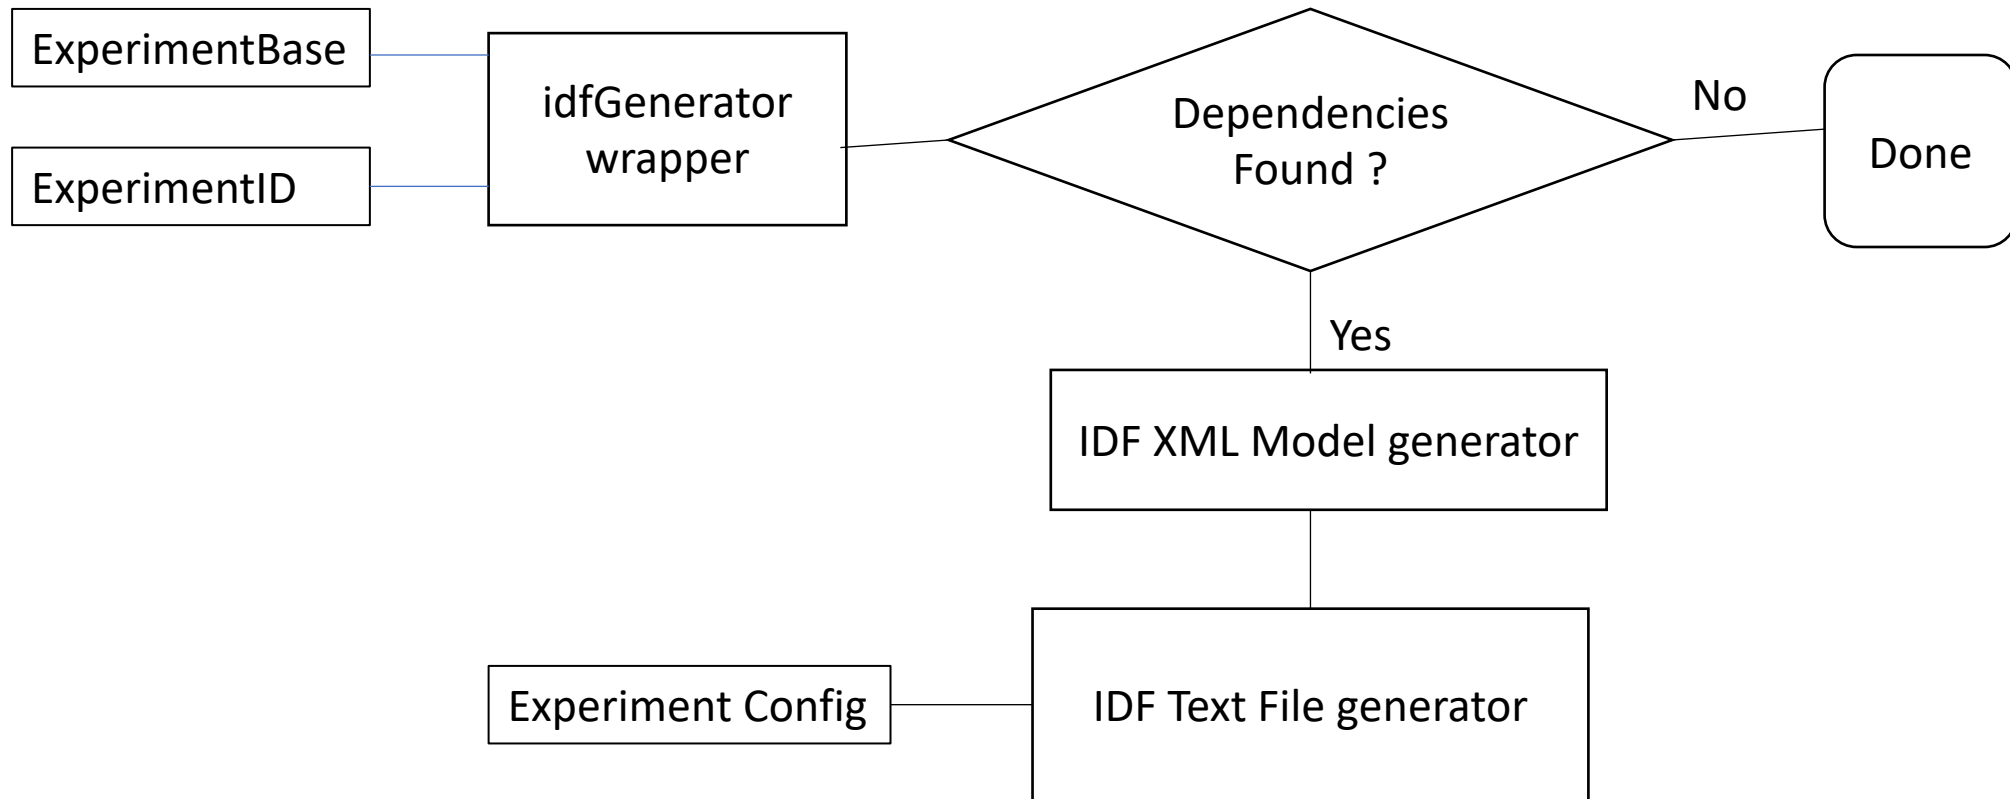 ExperimentBase
ExperimentID
idfGenerator
wrapper
Dependencies
Found ?
No
Done
Yes
IDF XML Model generator
Experiment Config
IDF Text File generator